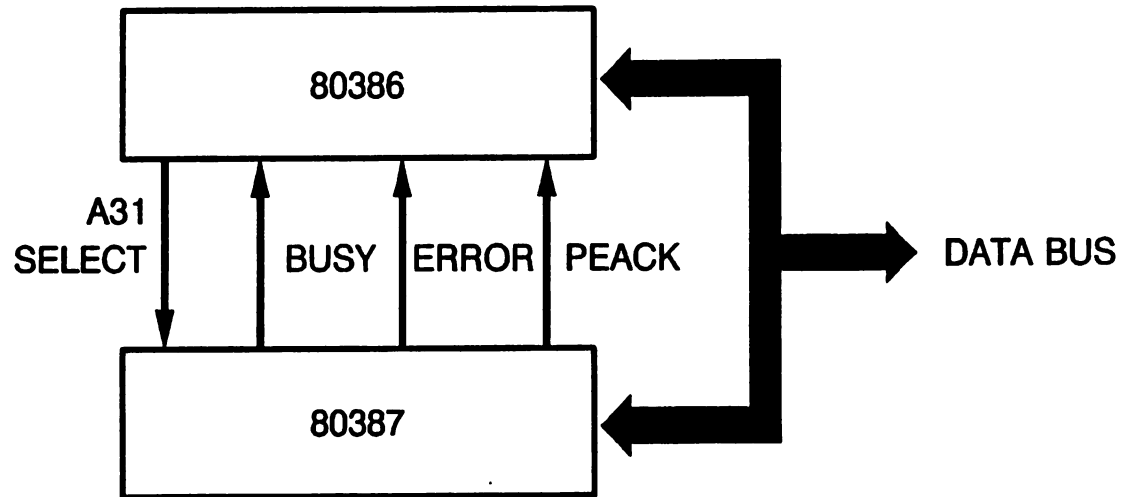 80386
A31
SELECT
BUSY
ERROR
PEACK
DATA BUS
80387